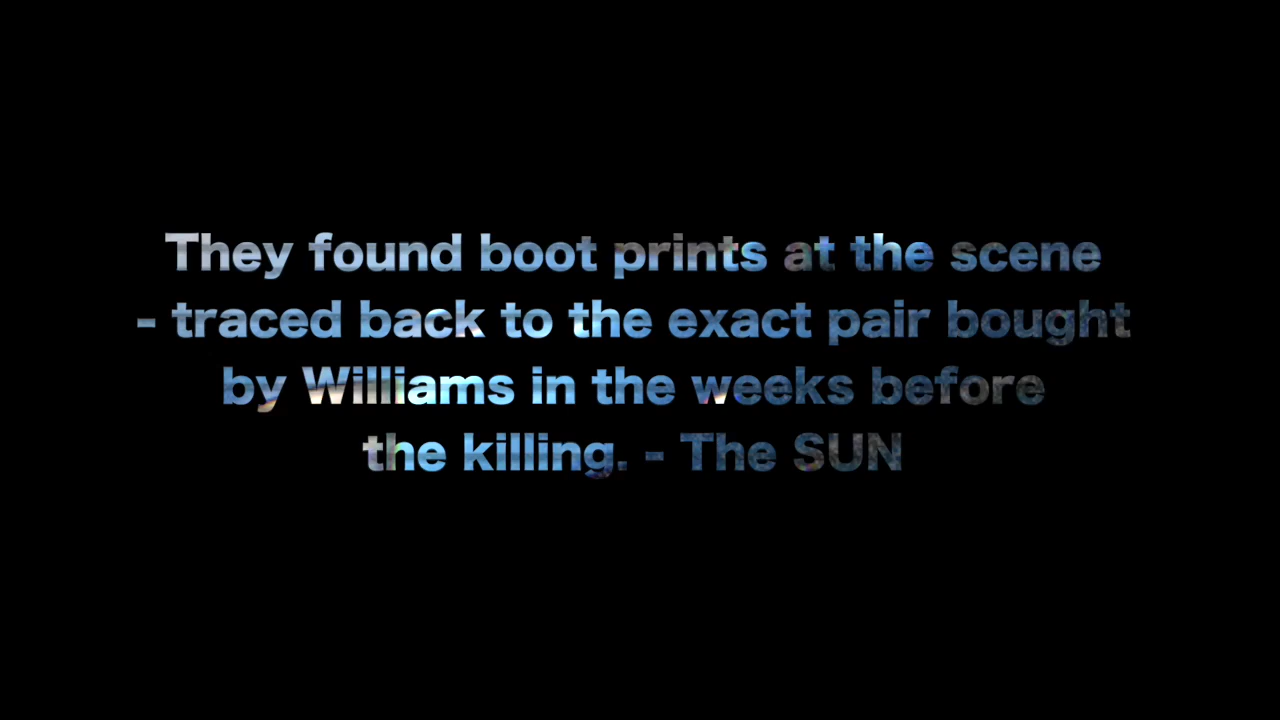 They found boot prints at the scene
- traced back to the exact pair bought
by Williams in the weeks before
the killing. - The SUN